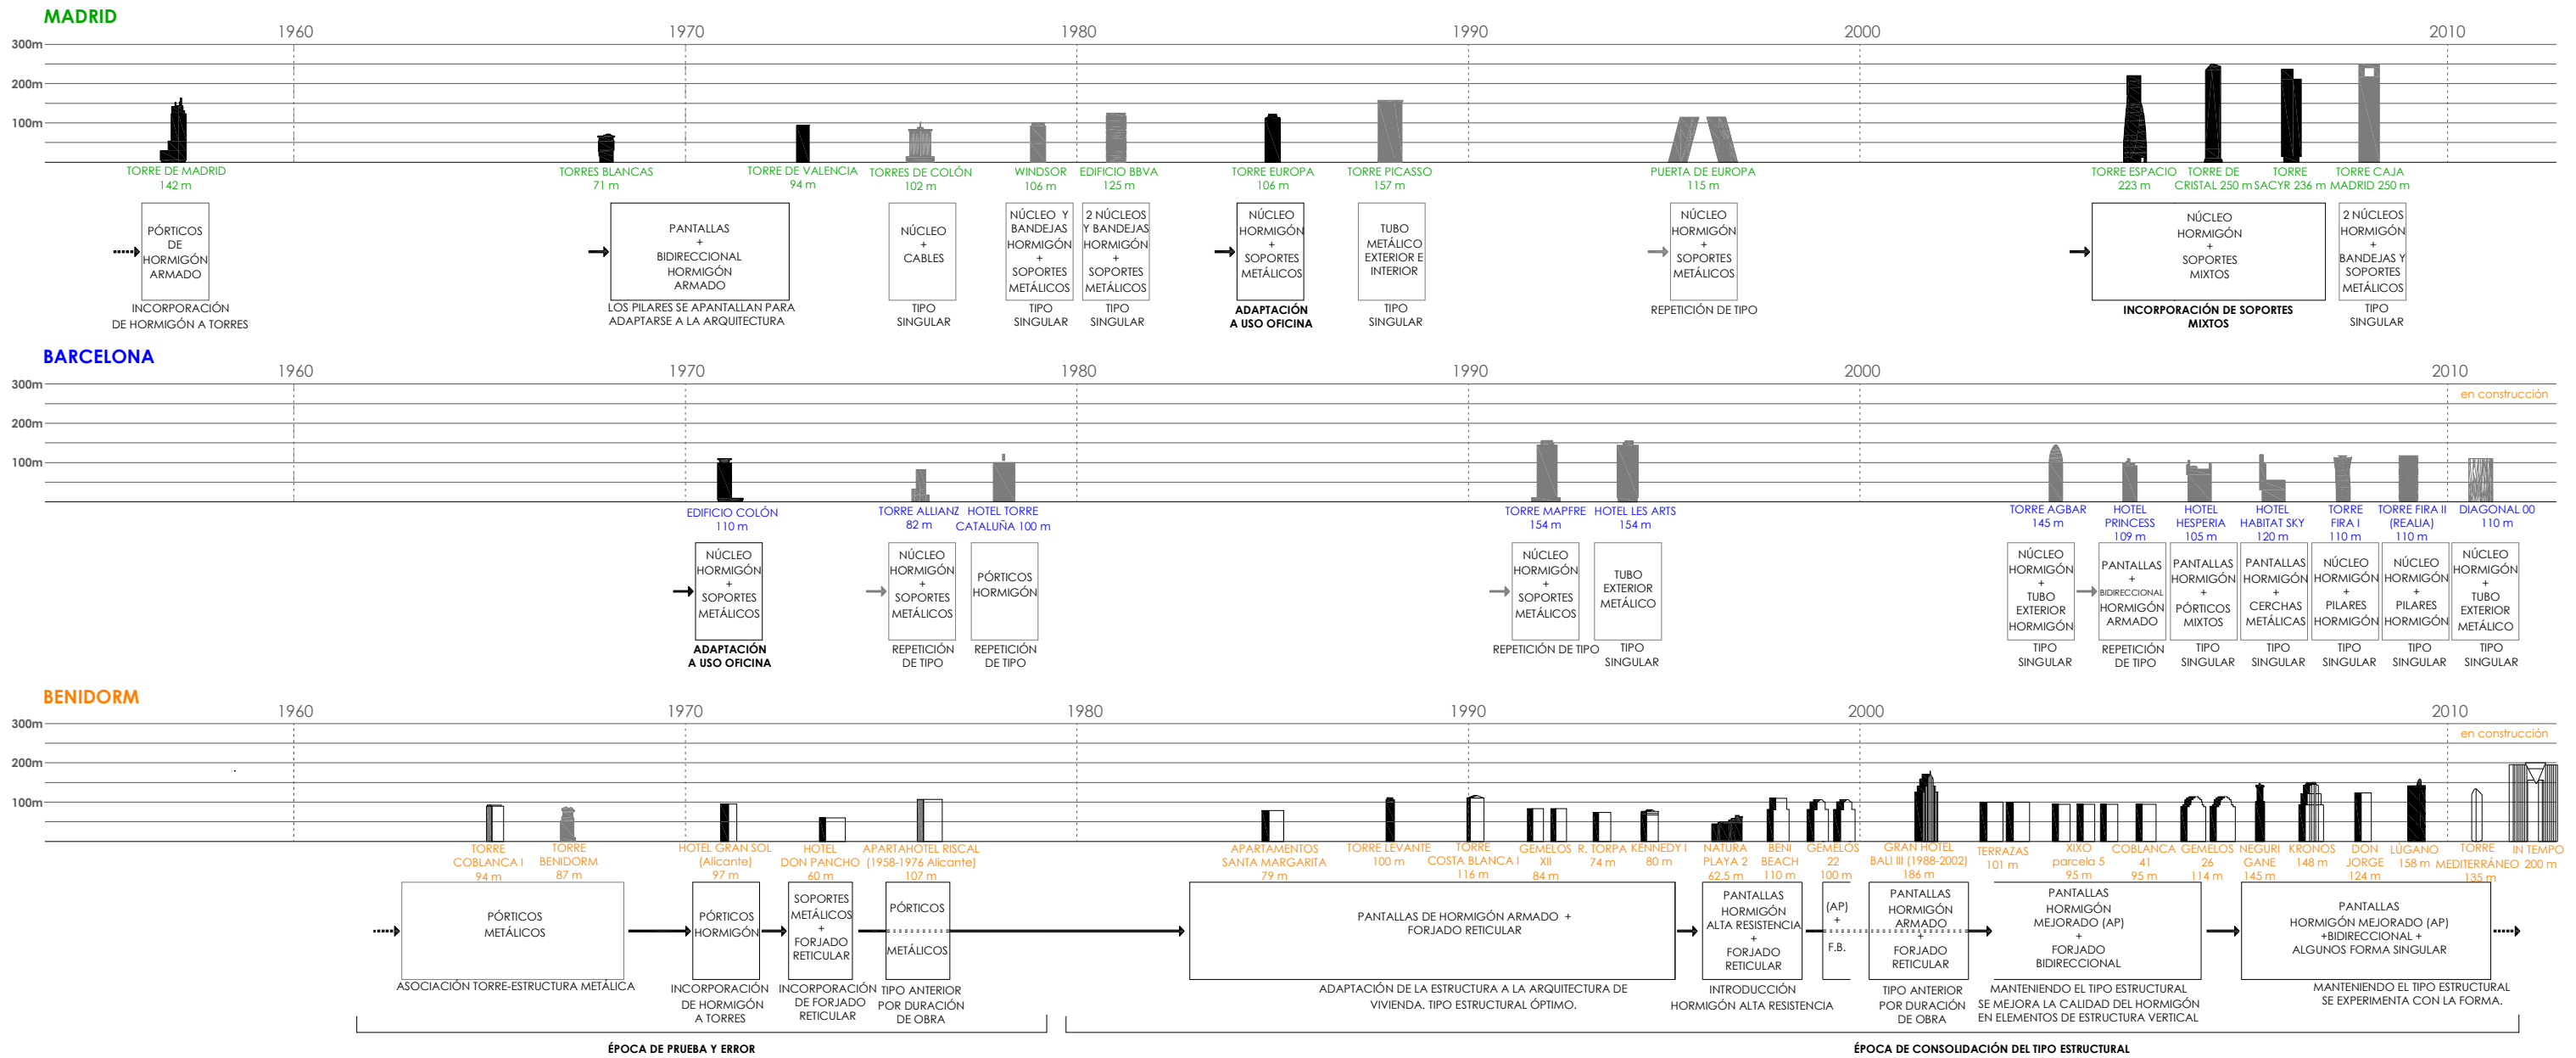 MADRID
1960 1970 1980 1990 2000 2010
300m
200m
100m
TORRE DE MADRID
142 m
TORRES BLANCAS
71 m
TORRE DE VALENCIA
94 m
TORRES DE COLÓN
102 m
WINDSOR
106 m
EDIFICIO BBVA
125 m
TORRE EUROPA
106 m
TORRE PICASSO
157 m
PUERTA DE EUROPA
115 m
TORRE ESPACIO
223 m
TORRE DE
CRISTAL 250 m
TORRE
SACYR 236 m
TORRE CAJA
MADRID 250 m
PÓRTICOS
DE
HORMIGÓN
ARMADO
INCORPORACIÓN
DE HORMIGÓN A TORRES
PANTALLAS
+
BIDIRECCIONAL
HORMIGÓN
ARMADO
LOS PILARES SE APANTALLAN PARA
ADAPTARSE A LA ARQUITECTURA
NÚCLEO
+
CABLES
TIPO
SINGULAR
NÚCLEO Y
BANDEJAS
HORMIGÓN
+
SOPORTES
METÁLICOS
TIPO
SINGULAR
2 NÚCLEOS
Y BANDEJAS
HORMIGÓN
+
SOPORTES
METÁLICOS
TIPO
SINGULAR
NÚCLEO
HORMIGÓN
+
SOPORTES
METÁLICOS
ADAPTACIÓN
A USO OFICINA
TUBO
METÁLICO
EXTERIOR E
INTERIOR
TIPO
SINGULAR
NÚCLEO
HORMIGÓN
+
SOPORTES
METÁLICOS
REPETICIÓN DE TIPO
NÚCLEO
HORMIGÓN
+
SOPORTES
MIXTOS
INCORPORACIÓN DE SOPORTES
MIXTOS
2 NÚCLEOS
HORMIGÓN
+
BANDEJAS Y
SOPORTES
METÁLICOS
TIPO
SINGULAR
BARCELONA
1960 1970 1980 1990 2000 2010
300m
200m
100m
en construcción
EDIFICIO COLÓN
110 m
TORRE ALLIANZ
82 m
HOTEL TORRE
CATALUÑA 100 m
TORRE MAPFRE
154 m
HOTEL LES ARTS
154 m
TORRE AGBAR
145 m
HOTEL
PRINCESS
109 m
HOTEL
HESPERIA
105 m
HOTEL
HABITAT SKY
120 m
TORRE
FIRA I
110 m
TORRE FIRA II
(REALIA)
110 m
DIAGONAL 00
110 m
NÚCLEO
HORMIGÓN
+
SOPORTES
METÁLICOS
ADAPTACIÓN
A USO OFICINA
NÚCLEO
HORMIGÓN
+
SOPORTES
METÁLICOS
REPETICIÓN
DE TIPO
PÓRTICOS
HORMIGÓN
REPETICIÓN
DE TIPO
NÚCLEO
HORMIGÓN
+
SOPORTES
METÁLICOS
REPETICIÓN DE TIPO
TUBO
EXTERIOR
METÁLICO
TIPO
SINGULAR
NÚCLEO
HORMIGÓN
+
TUBO
EXTERIOR
HORMIGÓN
TIPO
SINGULAR
PANTALLAS
+
BIDIRECCIONAL
HORMIGÓN
ARMADO
REPETICIÓN
DE TIPO
PANTALLAS
HORMIGÓN
+
PÓRTICOS
MIXTOS
TIPO
SINGULAR
PANTALLAS
HORMIGÓN
+
CERCHAS
METÁLICAS
TIPO
SINGULAR
NÚCLEO
HORMIGÓN
+
PILARES
HORMIGÓN
TIPO
SINGULAR
NÚCLEO
HORMIGÓN
+
PILARES
HORMIGÓN
TIPO
SINGULAR
NÚCLEO
HORMIGÓN
+
TUBO
EXTERIOR
METÁLICO
TIPO
SINGULAR
BENIDORM
1960 1970 1980 1990 2000 2010
300m
200m
100m
en construcción
TORRE
COBLANCA I
94 m
TORRE
BENIDORM
87 m
HOTEL GRAN SOL
(Alicante)
97 m
HOTEL
DON PANCHO
60 m
APARTAHOTEL RISCAL
(1958-1976 Alicante)
107 m
APARTAMENTOS
SANTA MARGARITA
79 m
TORRE LEVANTE
100 m
TORRE
COSTA BLANCA I
116 m
GEMELOS
XII
84 m
R. TORPA
74 m
KENNEDY I
80 m
NATURA
PLAYA 2
62.5 m
BENI
BEACH
110 m
GEMELOS
22
100 m
GRAN HOTEL
BALI III (1988-2002)
186 m
TERRAZAS
101 m
XIXO
parcela 5
95 m
COBLANCA
41
95 m
GEMELOS
26
114 m
NEGURI
GANE
145 m
KRONOS
148 m
DON
JORGE
124 m
LÚGANO
158 m
TORRE
MEDITERRÁNEO
135 m
IN TEMPO
200 m
PÓRTICOS
METÁLICOS
ASOCIACIÓN TORRE-ESTRUCTURA METÁLICA
PÓRTICOS
HORMIGÓN
INCORPORACIÓN
DE HORMIGÓN
A TORRES
SOPORTES
METÁLICOS
+
FORJADO
RETICULAR
INCORPORACIÓN
DE FORJADO
RETICULAR
PÓRTICOS
METÁLICOS
TIPO ANTERIOR
POR DURACIÓN
DE OBRA
PANTALLAS DE HORMIGÓN ARMADO +
FORJADO RETICULAR
ADAPTACIÓN DE LA ESTRUCTURA A LA ARQUITECTURA DE
VIVIENDA. TIPO ESTRUCTURAL ÓPTIMO.
PANTALLAS
HORMIGÓN
ALTA RESISTENCIA
+
FORJADO
RETICULAR
INTRODUCCIÓN
HORMIGÓN ALTA RESISTENCIA
(AP)
+
F.B.
PANTALLAS
HORMIGÓN
ARMADO
+
FORJADO
RETICULAR
TIPO ANTERIOR
POR DURACIÓN
DE OBRA
PANTALLAS
HORMIGÓN
MEJORADO (AP)
+
FORJADO
BIDIRECCIONAL
MANTENIENDO EL TIPO ESTRUCTURAL
SE MEJORA LA CALIDAD DEL HORMIGÓN
EN ELEMENTOS DE ESTRUCTURA VERTICAL
PANTALLAS
HORMIGÓN MEJORADO (AP)
+BIDIRECCIONAL +
ALGUNOS FORMA SINGULAR
MANTENIENDO EL TIPO ESTRUCTURAL
SE EXPERIMENTA CON LA FORMA.
ÉPOCA DE PRUEBA Y ERROR
ÉPOCA DE CONSOLIDACIÓN DEL TIPO ESTRUCTURAL